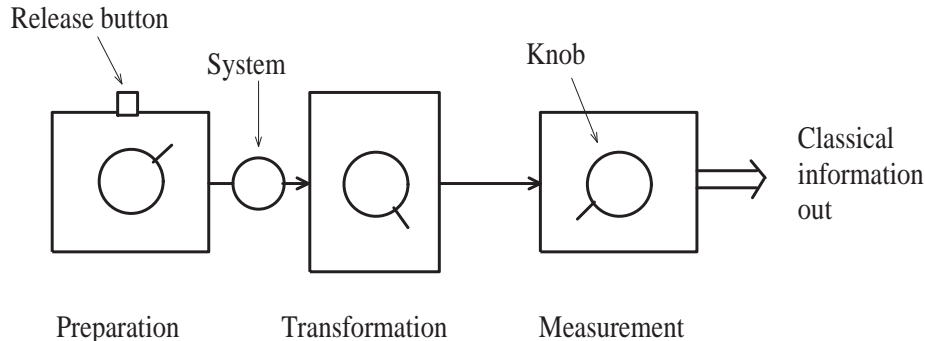 Release button
System
Knob
Classical
information
out
Preparation
Transformation
Measurement